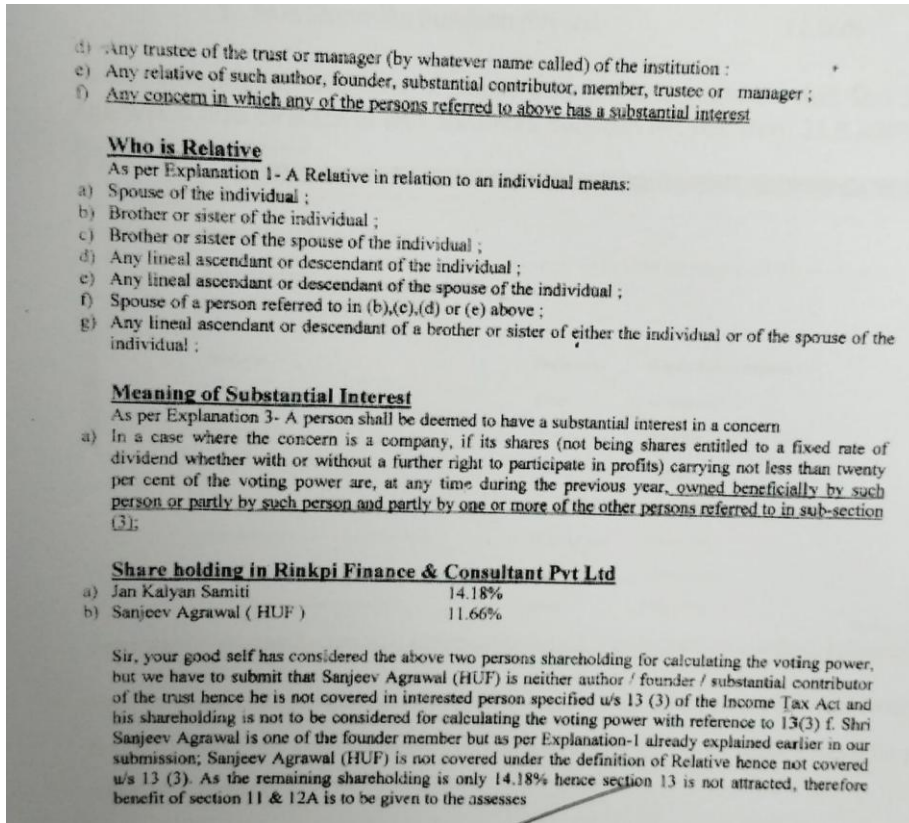 d) Any trustee of the trust or manager (by whatever name called) of the institution :
e) Any relative of such author, founder, substantial contributor, member, trustee or manager ;
f) Any concern in which any of the persons referred to above has a substantial interest
Who is Relative
As per Explanation 1- A Relative in relation to an individual means:
a) Spouse of the individual ;
b) Brother or sister of the individual ;
c) Brother or sister of the spouse of the individual ;
d) Any lineal ascendant or descendant of the individual ;
e) Any lineal ascendant or descendant of the spouse of the individual ;
f) Spouse of a person referred to in (b),(c),(d) or (e) above ;
g) Any lineal ascendant or descendant of a brother or sister of either the individual or of the spouse of the
individual ;
Meaning of Substantial Interest
As per Explanation 3- A person shall be deemed to have a substantial interest in a concern
a) In a case where the concern is a company, if its shares (not being shares entitled to a fixed rate of
dividend whether with or without a further right to participate in profits) carrying not less than twenty
per cent of the voting power are, at any time during the previous year, owned beneficially by such
person or partly by such person and partly by one or more of the other persons referred to in sub-section
(3);
Share holding in Rinkpi Finance & Consultant Pvt Ltd
a) Jan Kalyan Samiti 14.18%
b) Sanjeev Agrawal ( HUF ) 11.66%
Sir, your good self has considered the above two persons shareholding for calculating the voting power,
but we have to submit that Sanjeev Agrawal (HUF) is neither author / founder / substantial contributor
of the trust hence he is not covered in interested person specified u/s 13 (3) of the Income Tax Act and
his shareholding is not to be considered for calculating the voting power with reference to 13(3) f. Shri
Sanjeev Agrawal is one of the founder member but as per Explanation-1 already explained earlier in our
submission; Sanjeev Agrawal (HUF) is not covered under the definition of Relative hence not covered
u/s 13 (3). As the remaining shareholding is only 14.18% hence section 13 is not attracted, therefore
benefit of section 11 & 12A is to be given to the assesses